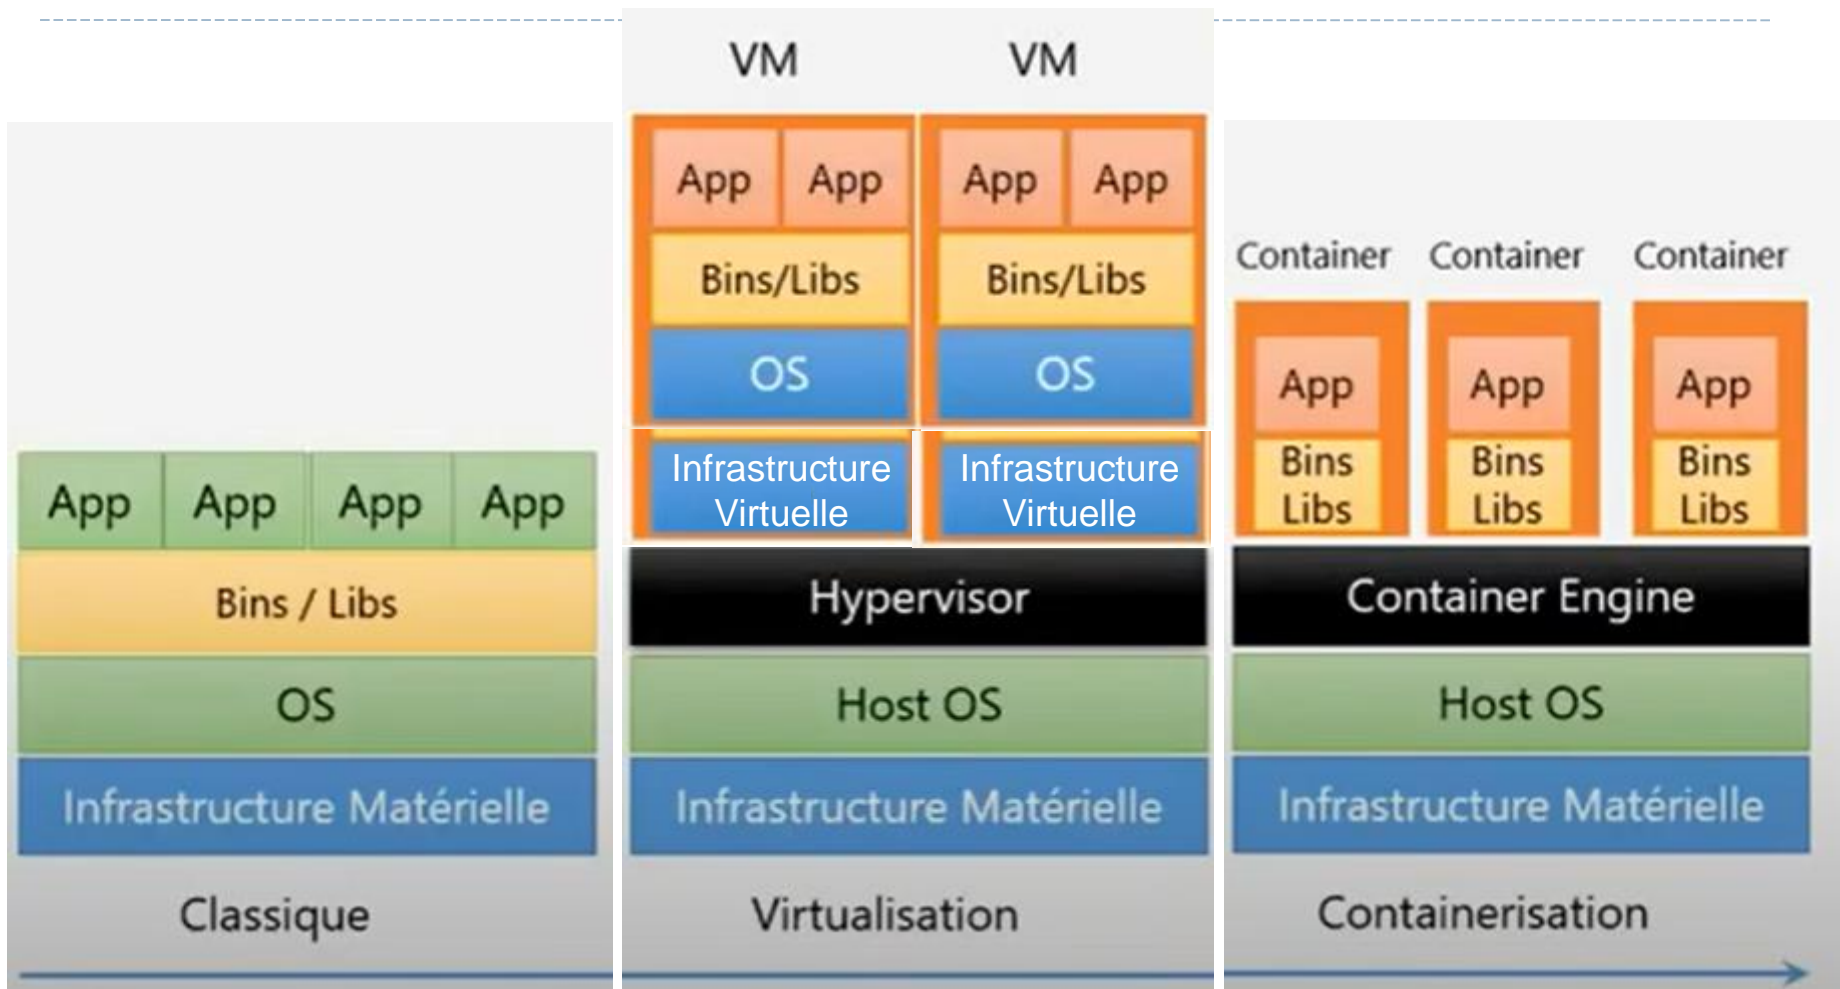 App App App App
Bins / Libs
OS
Infrastructure Matérielle
Classique
VM VM
App App App App
Bins/Libs Bins/Libs
OS OS
Infrastructure Infrastructure
Virtuelle Virtuelle
Hypervisor
Host OS
Infrastructure Matérielle
Virtualisation
Container Container Container
App App App
Bins Bins Bins
Libs Libs Libs
Container Engine
Host OS
Infrastructure Matérielle
Containerisation